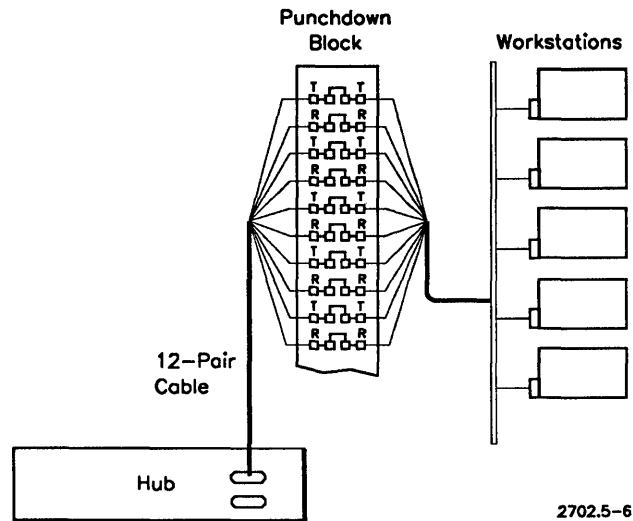 Punchdown
Block
Workstations
T T
R R
T T
R R
T T
R R
T T
R R
T T
R R
12-Pair
Cable
Hub
2702.5-6